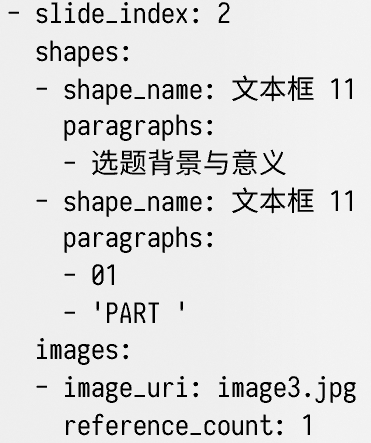 - slide_index: 2
  shapes:
  - shape_name: 文本框 11
    paragraphs:
    - 选题背景与意义
  - shape_name: 文本框 11
    paragraphs:
    - 01
    - 'PART '
  images:
  - image_uri: image3.jpg
    reference_count: 1